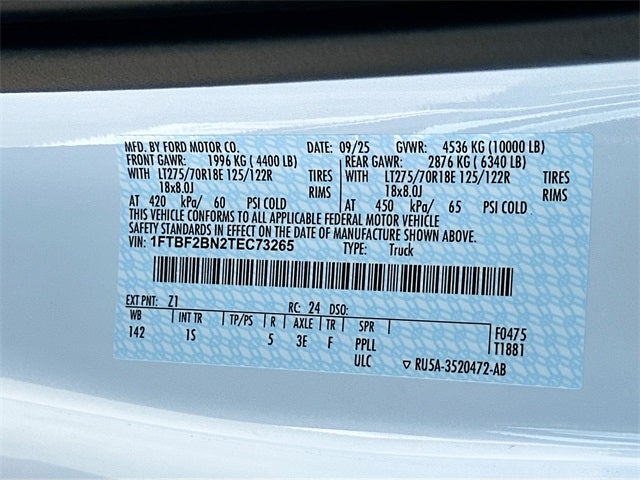 MFD. BY FORD MOTOR CO. DATE: 09/25 GVWR: 4536 KG (10000 LB)
FRONT GAWR: 1996 KG ( 4400 LB) REAR GAWR: 2876 KG ( 6340 LB)
WITH LT275/70R18E 125/122R TIRES WITH LT275/70R18E 125/122R TIRES
18x8.0J RIMS 18x8.0J RIMS
AT 420 kPa/ 60 PSI COLD AT 450 kPa/ 65 PSI COLD
THIS VEHICLE CONFORMS TO ALL APPLICABLE FEDERAL MOTOR VEHICLE
SAFETY STANDARDS IN EFFECT ON THE DATE OF MANUFACTURE SHOWN ABOVE.
VIN: 1FTBF2BN2TEC73265 TYPE: Truck
EXT PNT: Z1 RC: 24 DSO:
WB INT TR TP/PS R AXLE TR SPR F0475
142 1S 5 3E F PPLL T1881
ULC ▽ RU5A-3520472-AB